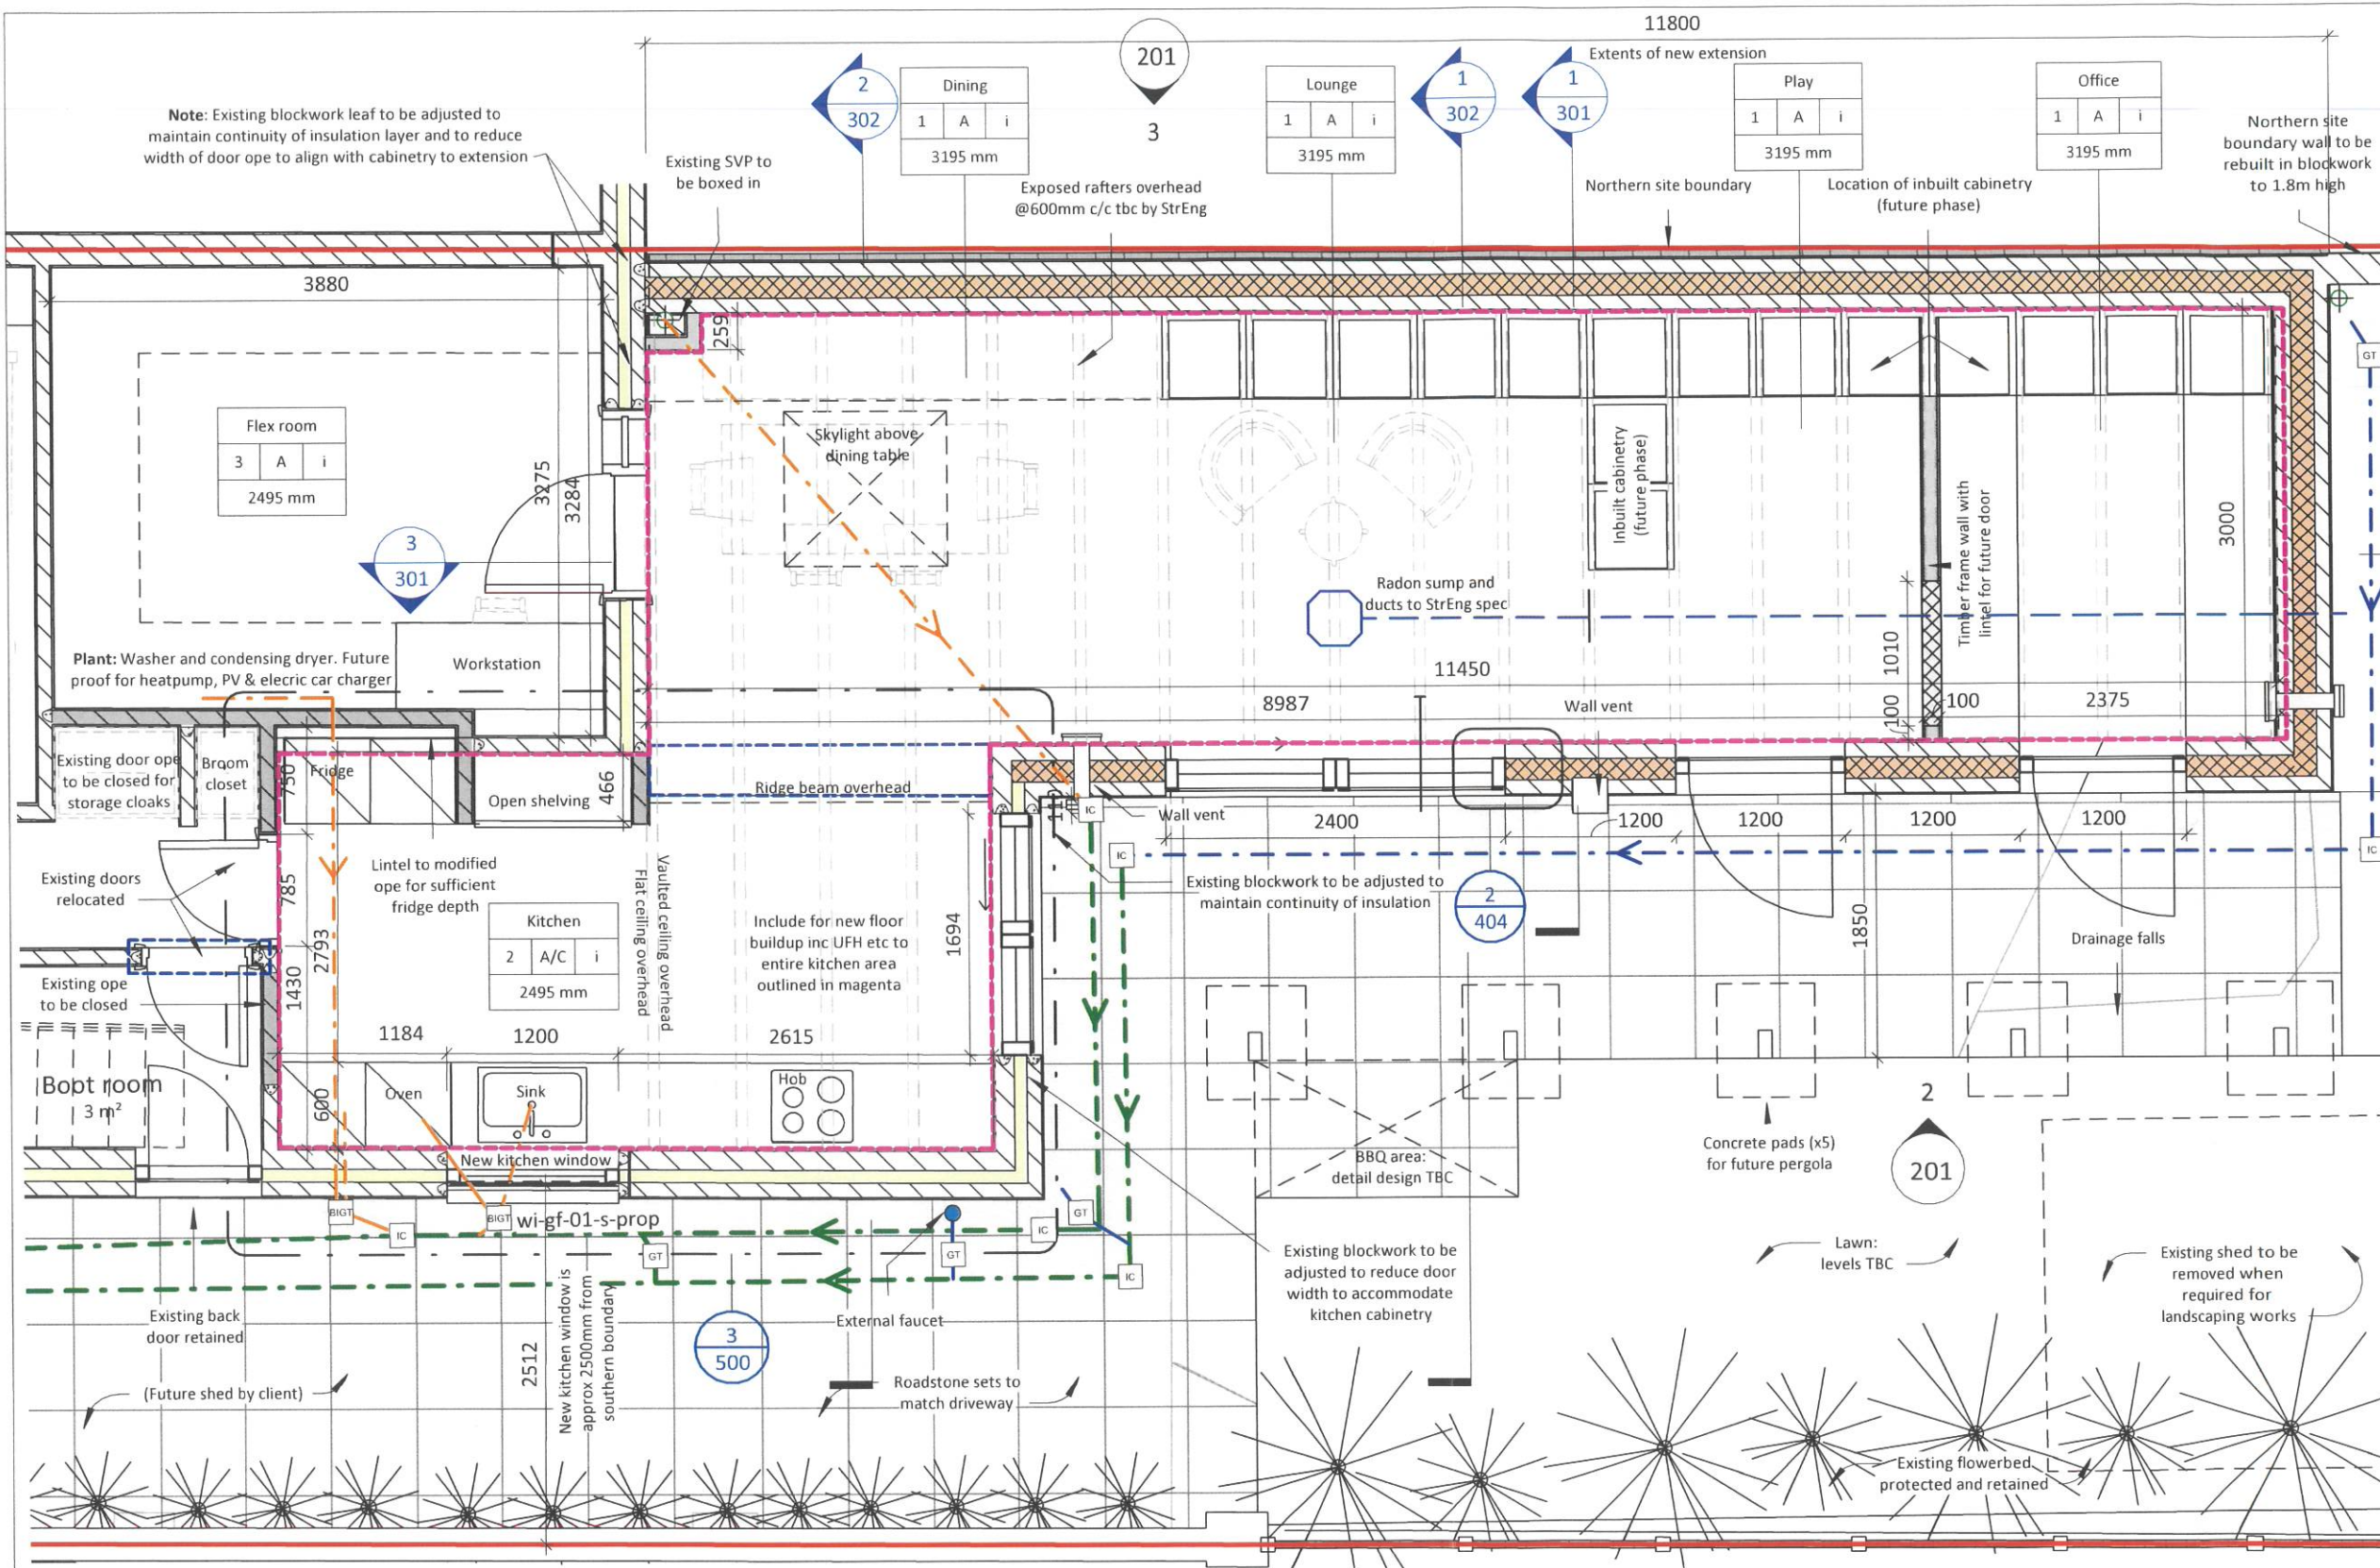 11800
Extents of new extension
201
3
2
302
Dining
1 A i
3195 mm
Lounge
1 A i
3195 mm
1
302
1
301
Play
1 A i
3195 mm
Office
1 A i
3195 mm
Note: Existing blockwork leaf to be adjusted to
maintain continuity of insulation layer and to reduce
width of door ope to align with cabinetry to extension
Existing SVP to
be boxed in
Exposed rafters overhead
@600mm c/c tbc by StrEng
Northern site boundary
Location of inbuilt cabinetry
(future phase)
Northern site
boundary wall to be
rebuilt in blockwork
to 1.8m high
3880
259
GT
Flex room
3 A i
2495 mm
3275
3284
Skylight above
dining table
Inbuilt cabinetry
(future phase)
Timber frame wall with
lintel for future door
3000
3
301
Radon sump and
ducts to StrEng spec
Plant: Washer and condensing dryer. Future
proof for heatpump, PV & elecric car charger
Workstation
11450
1010
8987
Wall vent
100
100
2375
Existing door ope
to be closed for
storage cloaks
Broom
closet
750
Fridge
Open shelving
466
Ridge beam overhead
110
IC
Wall vent
2400
1200
1200
1200
1200
IC
IC
Existing doors
relocated
785
Lintel to modified
ope for sufficient
fridge depth
Flat ceiling overhead
Vaulted ceiling overhead
Existing blockwork to be adjusted to
maintain continuity of insulation
2
404
1850
Drainage falls
Kitchen
2 A/C i
2495 mm
Include for new floor
buildup inc UFH etc to
entire kitchen area
outlined in magenta
1694
2793
1430
Existing ope
to be closed
1184
1200
2615
Boot room
3 m²
600
Oven
Sink
Hob
New kitchen window
BBQ area:
detail design TBC
Concrete pads (x5)
for future pergola
2
201
BIGT
IC
BIGT
wi-gf-01-s-prop
GT
GT
IC
GT
IC
Existing blockwork to be
adjusted to reduce door
width to accommodate
kitchen cabinetry
Lawn:
levels TBC
Existing shed to be
removed when
required for
landscaping works
Existing back
door retained
External faucet
3
500
2512
New kitchen window is
approx 2500mm from
southern boundary
(Future shed by client)
Roadstone sets to
match driveway
Existing flowerbed
protected and retained